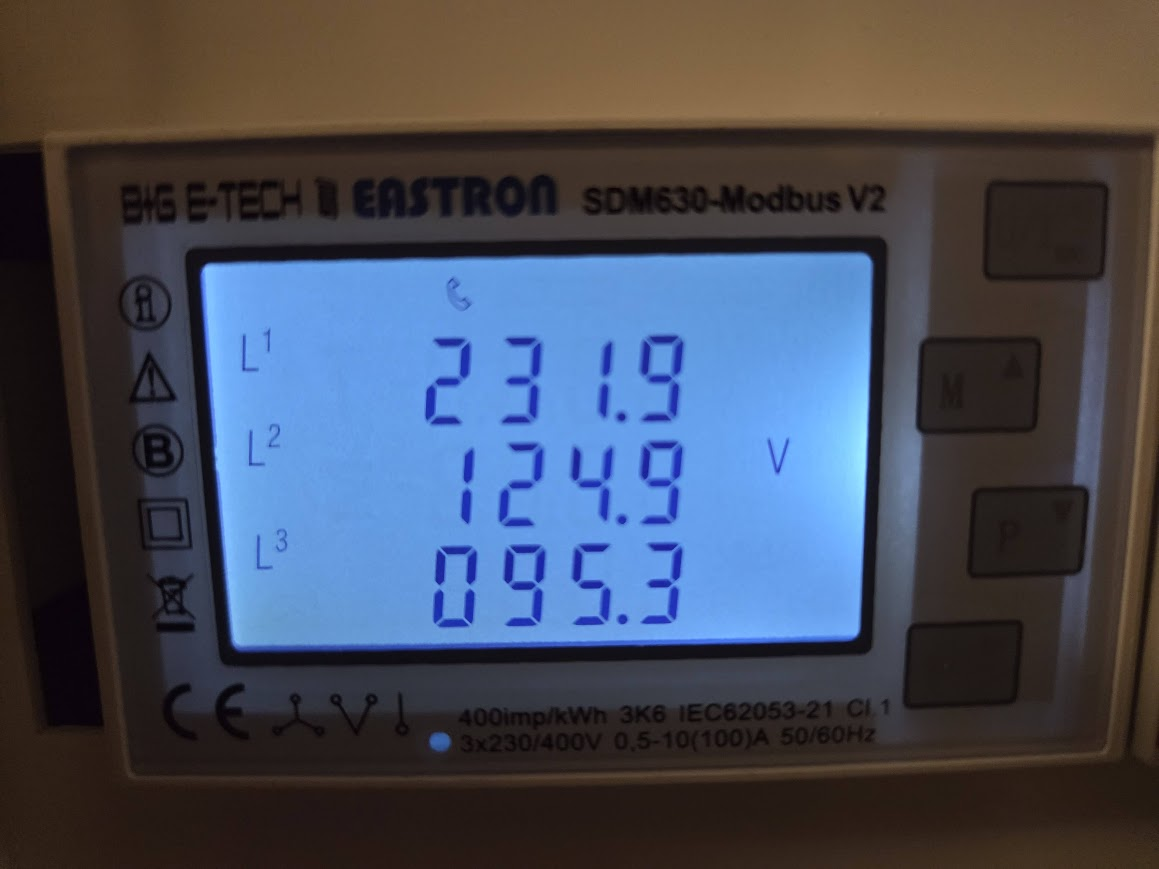 B+G E-TECH EASTRON SDM630-Modbus V2
L1 231.9
L2 124.9 V
L3 095.3
M
B
P
CE
400imp/kWh 3K6 IEC62053-21 Cl.1
3x230/400V 0,5-10(100)A 50/60Hz